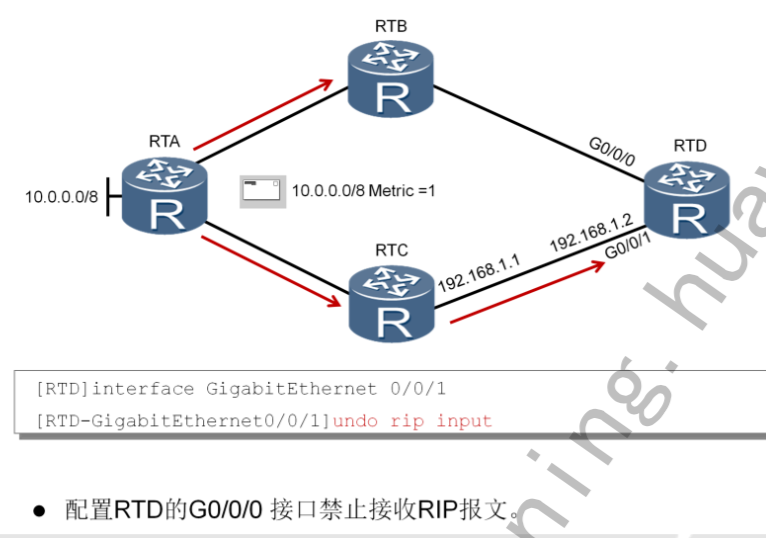 RTB
R
RTA
G0/0/0
RTD
10.0.0.0/8
R
10.0.0.0/8 Metric =1
R
RTC
192.168.1.1
192.168.1.2
G0/0/1
R
[RTD]interface GigabitEthernet 0/0/1
[RTD-GigabitEthernet0/0/1]undo rip input
● 配置RTD的G0/0/0 接口禁止接收RIP报文。
ning.hua